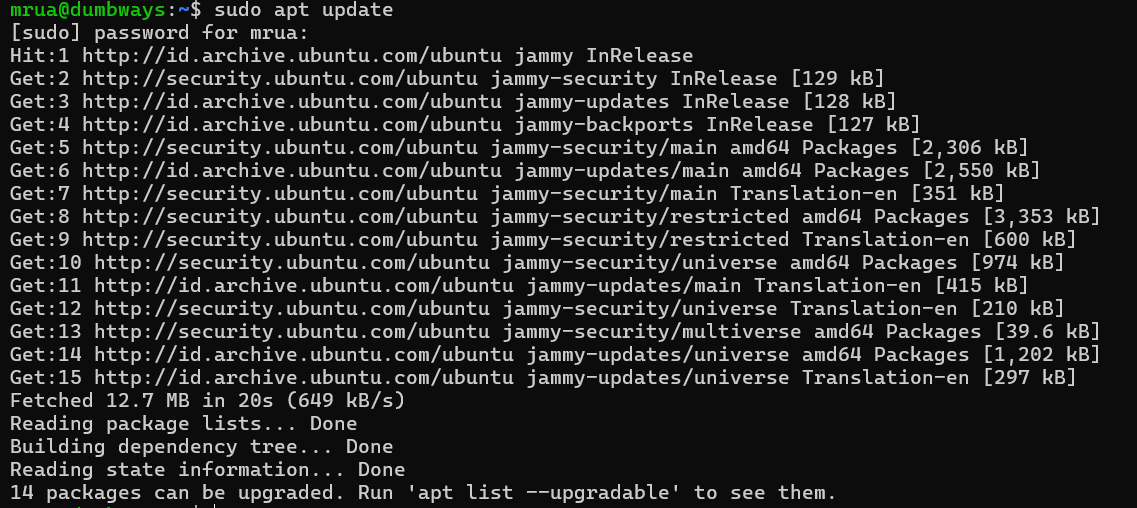 mrua@dumbways:~$ sudo apt update
[sudo] password for mrua:
Hit:1 http://id.archive.ubuntu.com/ubuntu jammy InRelease
Get:2 http://security.ubuntu.com/ubuntu jammy-security InRelease [129 kB]
Get:3 http://id.archive.ubuntu.com/ubuntu jammy-updates InRelease [128 kB]
Get:4 http://id.archive.ubuntu.com/ubuntu jammy-backports InRelease [127 kB]
Get:5 http://security.ubuntu.com/ubuntu jammy-security/main amd64 Packages [2,306 kB]
Get:6 http://id.archive.ubuntu.com/ubuntu jammy-updates/main amd64 Packages [2,550 kB]
Get:7 http://security.ubuntu.com/ubuntu jammy-security/main Translation-en [351 kB]
Get:8 http://security.ubuntu.com/ubuntu jammy-security/restricted amd64 Packages [3,353 kB]
Get:9 http://security.ubuntu.com/ubuntu jammy-security/restricted Translation-en [600 kB]
Get:10 http://security.ubuntu.com/ubuntu jammy-security/universe amd64 Packages [974 kB]
Get:11 http://id.archive.ubuntu.com/ubuntu jammy-updates/main Translation-en [415 kB]
Get:12 http://security.ubuntu.com/ubuntu jammy-security/universe Translation-en [210 kB]
Get:13 http://security.ubuntu.com/ubuntu jammy-security/multiverse amd64 Packages [39.6 kB]
Get:14 http://id.archive.ubuntu.com/ubuntu jammy-updates/universe amd64 Packages [1,202 kB]
Get:15 http://id.archive.ubuntu.com/ubuntu jammy-updates/universe Translation-en [297 kB]
Fetched 12.7 MB in 20s (649 kB/s)
Reading package lists... Done
Building dependency tree... Done
Reading state information... Done
14 packages can be upgraded. Run 'apt list --upgradable' to see them.